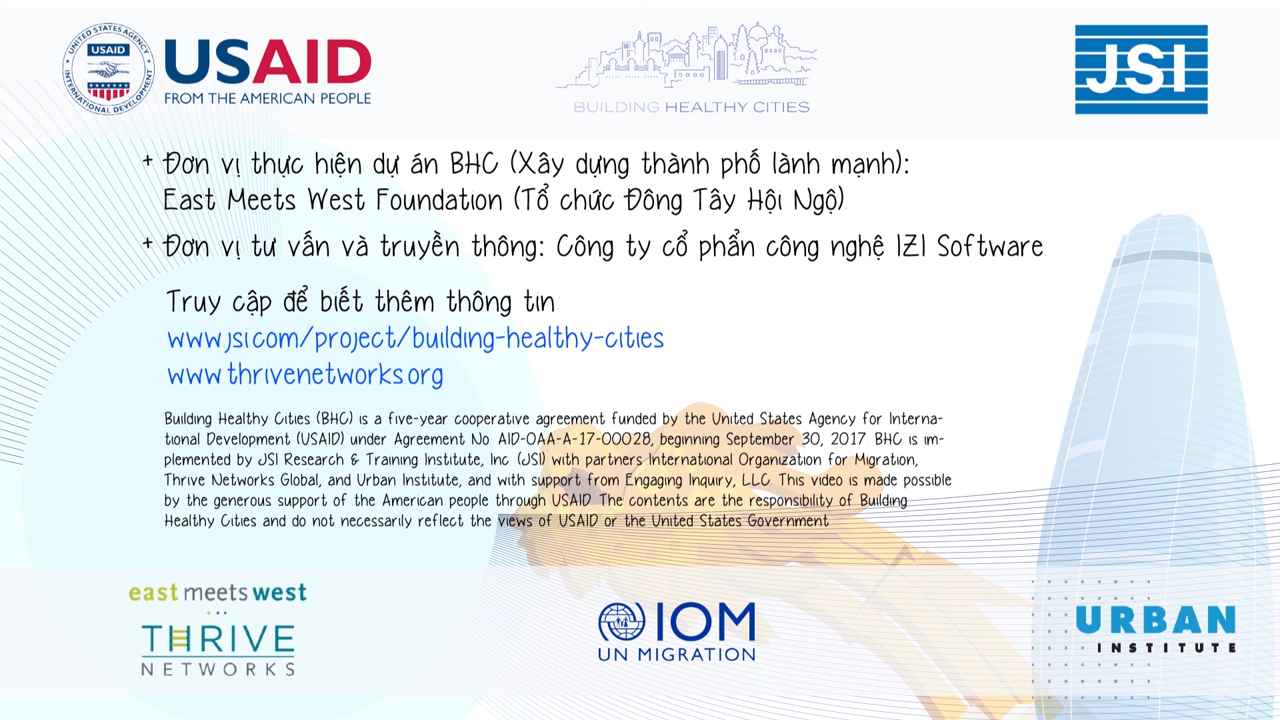 UNITED STATES AGENCY
USAID
INTERNATIONAL DEVELOPMENT
USAID
FROM THE AMERICAN PEOPLE
BUILDING HEALTHY CITIES
JSI
+ Đơn vị thực hiện dự án BHC (Xây dựng thành phố lành mạnh):
East Meets West Foundation (Tổ chức Đông Tây Hội Ngộ).
+ Đơn vị tư vấn và truyền thông: Công ty cổ phẩn công nghệ IZI Software.
Truy cập để biết thêm thông tin.
www.jsi.com/project/building-healthy-cities
www.thrivenetworks.org
Building Healthy Cities (BHC) is a five-year cooperative agreement funded by the United States Agency for Interna-
tional Development (USAID) under Agreement No. AID-OAA-A-17-00028, beginning September 30, 2017. BHC is im-
plemented by JSI Research & Training Institute, Inc. (JSI) with partners International Organization for Migration,
Thrive Networks Global, and Urban Institute, and with support from Engaging Inquiry, LLC. This video is made possible
by the generous support of the American people through USAID. The contents are the responsibility of Building
Healthy Cities and do not necessarily reflect the views of USAID or the United States Government.
east meets west
THRIVE
NETWORKS
IOM
UN MIGRATION
URBAN
INSTITUTE